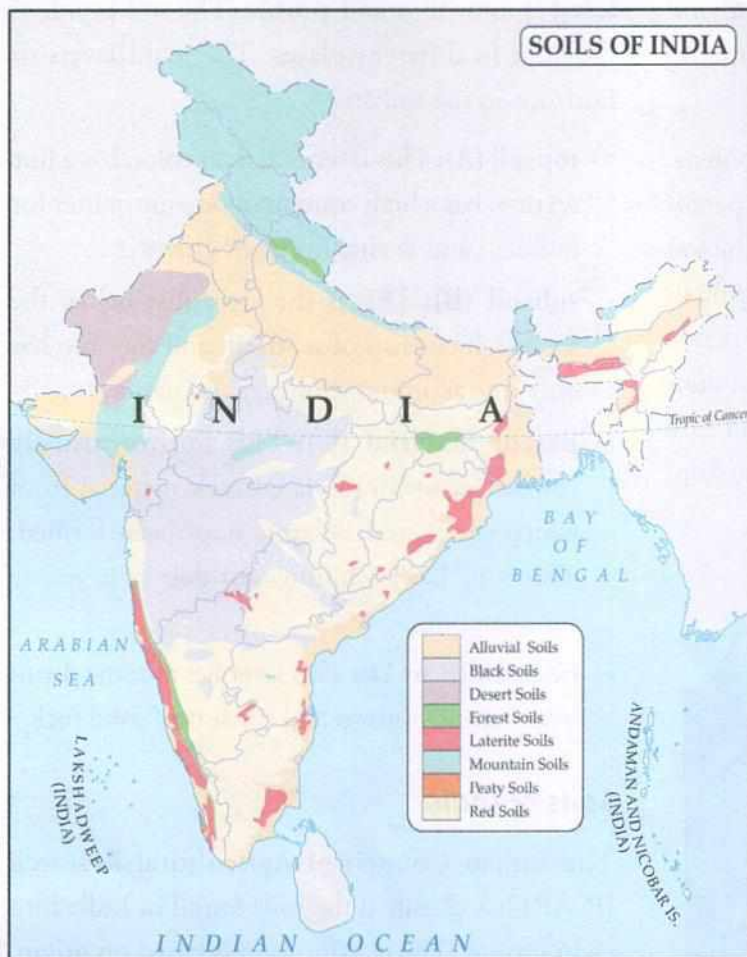 SOILS OF INDIA
I N D I A
Tropic of Cancer
BAY
OF
BENGAL
ARABIAN
SEA
Alluvial Soils
Black Soils
Desert Soils
Forest Soils
Laterite Soils
Mountain Soils
Peaty Soils
Red Soils
LAKSHADWEEP
(INDIA)
ANDAMAN AND NICOBAR IS.
(INDIA)
INDIAN OCEAN